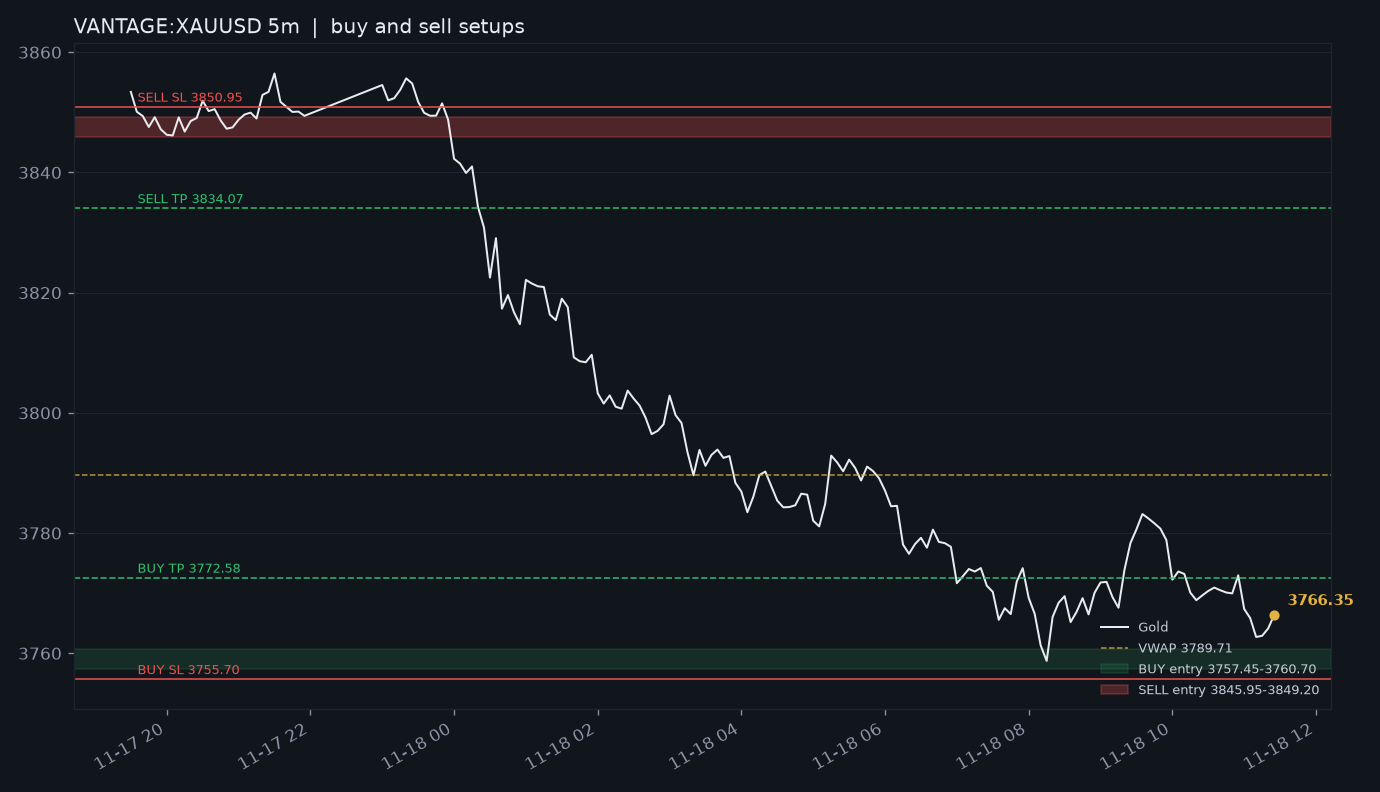 VANTAGE:XAUUSD 5m | buy and sell setups
3860
SELL SL 3850.95
3840
SELL TP 3834.07
3820
3800
3780
BUY TP 3772.58
3766.35
3760
BUY SL 3755.70
Gold
VWAP 3789.71
BUY entry 3757.45-3760.70
SELL entry 3845.95-3849.20
11-17 20
11-17 22
11-18 00
11-18 02
11-18 04
11-18 06
11-18 08
11-18 10
11-18 12